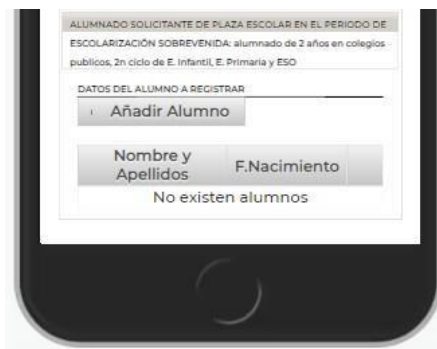 ALUMNADO SOLICITANTE DE PLAZA ESCOLAR EN EL PERIODO DE
ESCOLARIZACIÓN SOBREVENIDA: alumnado de 2 años en colegios
publicos, 2n ciclo de E. Infantil, E. Primaria y ESO
DATOS DEL ALUMNO A REGISTRAR
Añadir Alumno
Nombre y
Apellidos
F.Nacimiento
No existen alumnos